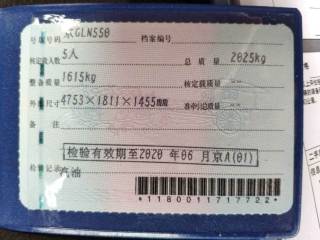 号牌号码 京GLN550 档案编号
核定载人数 5人 总质量 2025kg
整备质量 1615kg 核定载质量 --
外廓尺寸 4753×1811×1455mm 准牵引总质量 --
备注
检验有效期至2020年06月京A(01)
检验记录 汽油
*1180011717722*